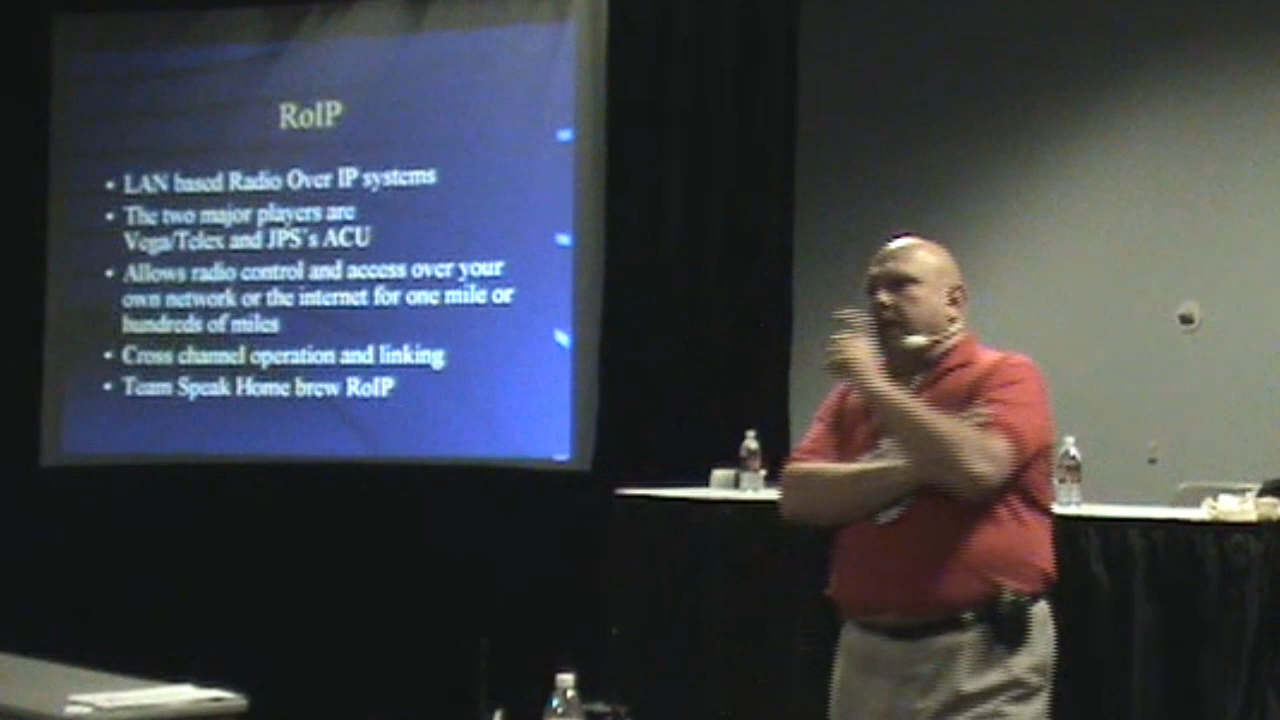 RoIP
• LAN based Radio Over IP systems
• The two major players are
Vega/Telex and JPS's ACU
• Allows radio control and access over your
own network or the internet for one mile or
hundreds of miles
• Cross channel operation and linking
• Team Speak Home brew RoIP